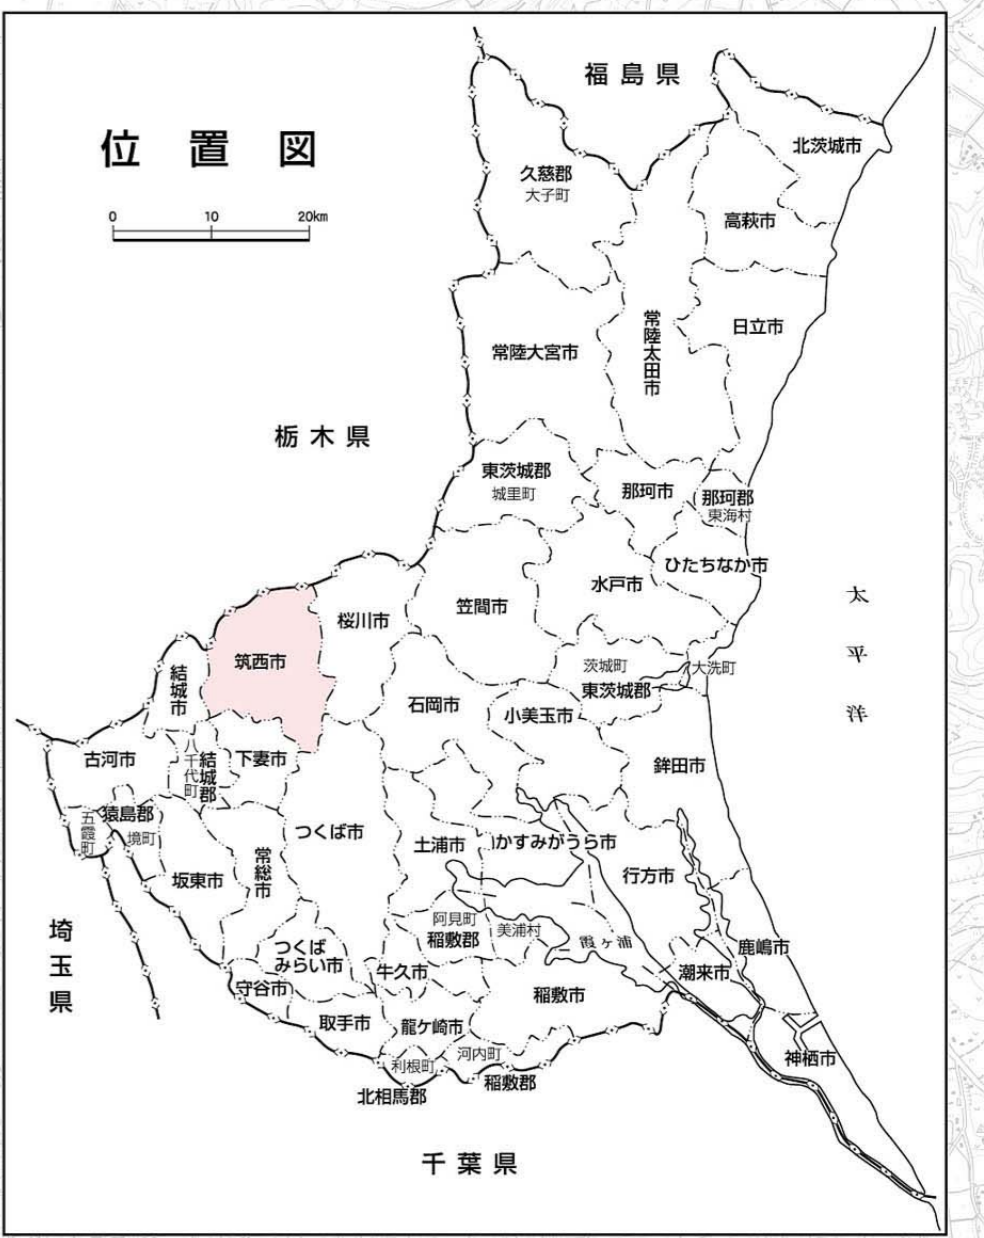 位置図
0 10 20km
福島県
北茨城市
久慈郡
大子町
高萩市
日立市
常陸太田市
常陸大宮市
栃木県
東茨城郡
城里町
那珂市
那珂郡
東海村
ひたちなか市
水戸市
笠間市
桜川市
筑西市
結城市
茨城町
東茨城郡
大洗町
太平洋
石岡市
小美玉市
鉾田市
古河市
八千代町
結城郡
下妻市
五霞町
猿島郡
境町
つくば市
土浦市
かすみがうら市
常総市
坂東市
行方市
阿見町
稲敷郡
美浦村
霞ヶ浦
鹿嶋市
埼玉県
つくば
みらい市
牛久市
潮来市
守谷市
稲敷市
取手市
龍ケ崎市
河内町
稲敷郡
利根町
北相馬郡
神栖市
千葉県